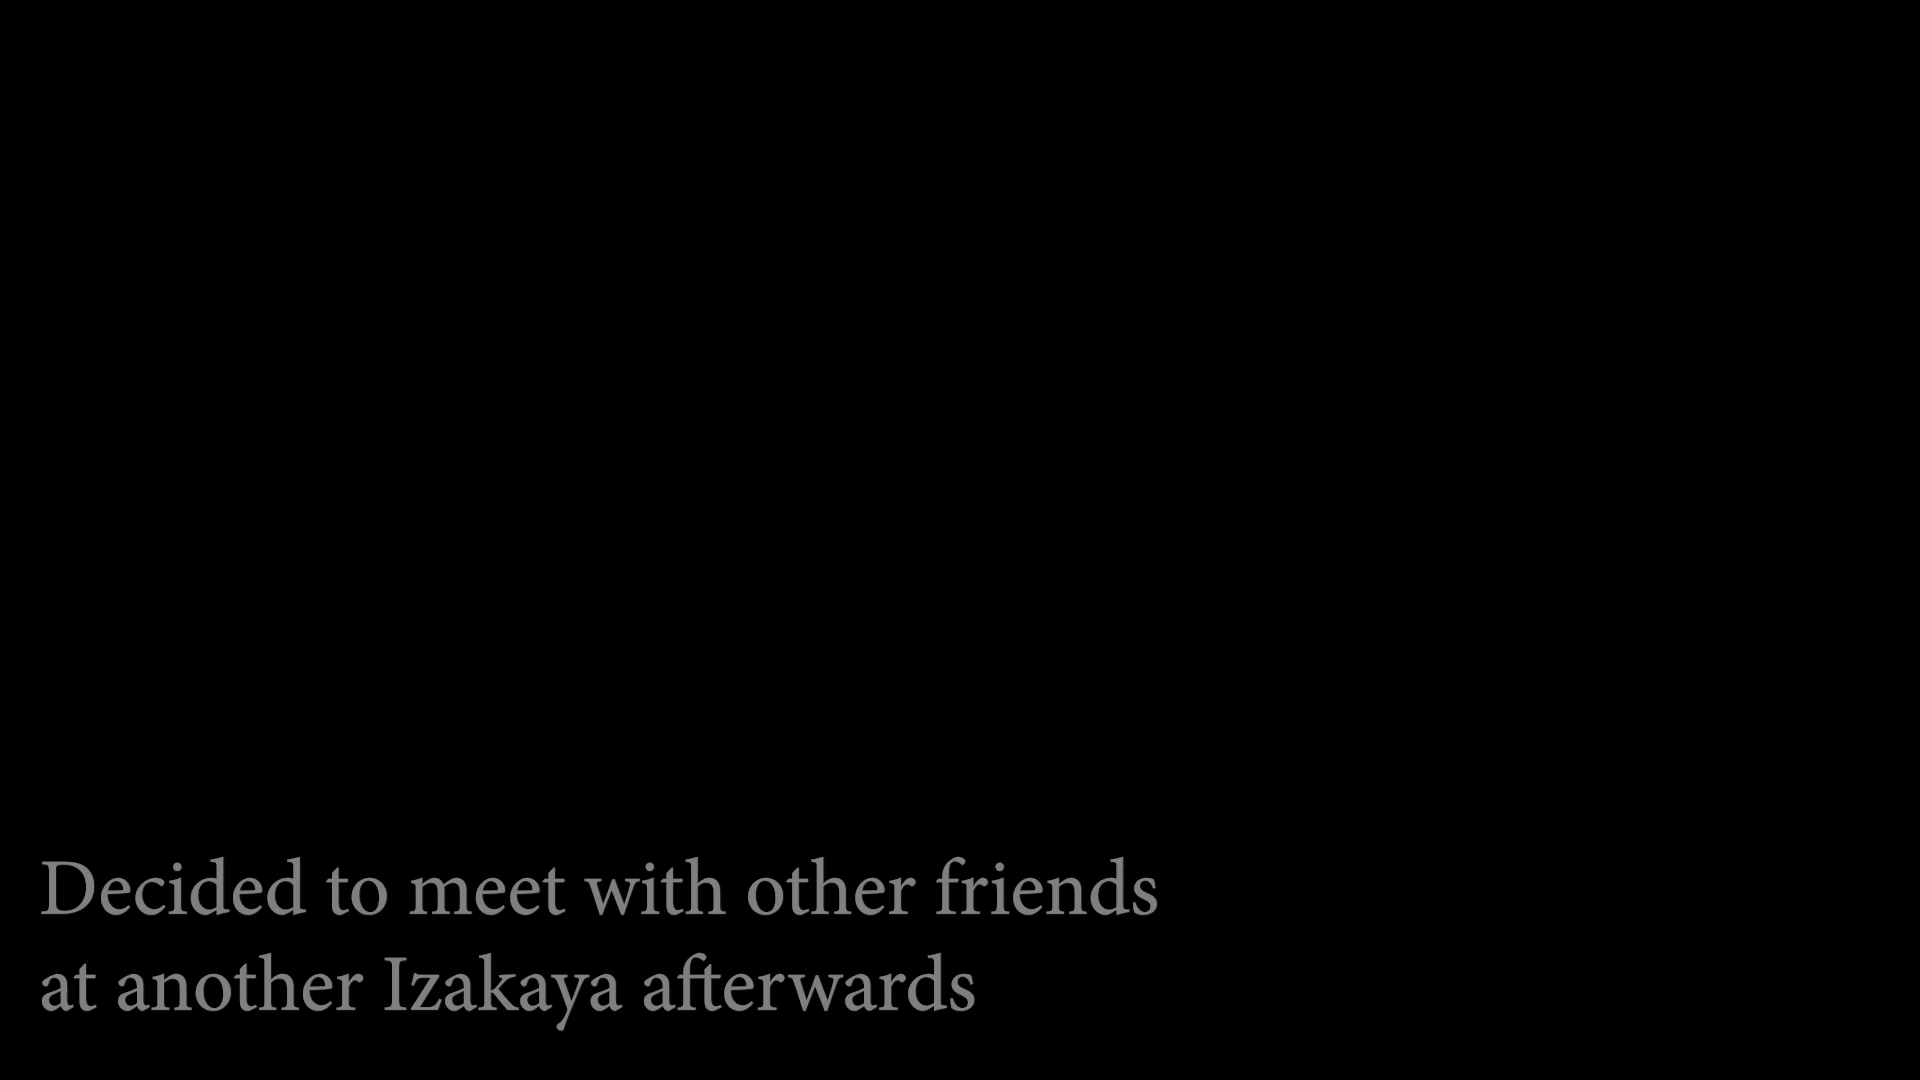 Decided to meet with other friends
at another Izakaya afterwards